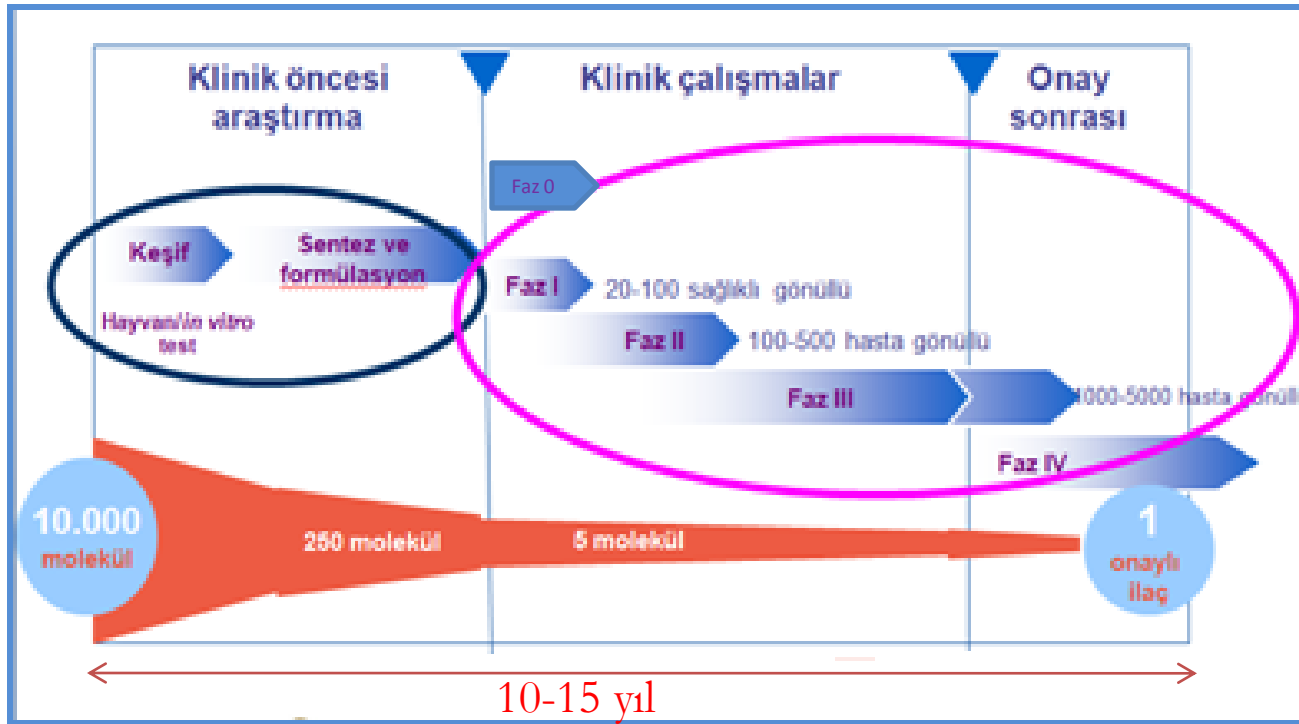 Klinik öncesi
araştırma
Klinik çalışmalar
Onay
sonrası
Faz 0
Keşif
Sentez ve
formülasyon
Hayvan/in vitro
test
Faz I
20-100 sağlıklı gönüllü
Faz II
100-500 hasta gönüllü
Faz III
1000-5000 hasta gönüllü
Faz IV
10.000
molekül
250 molekül
5 molekül
1
onaylı
ilaç
10-15 yıl